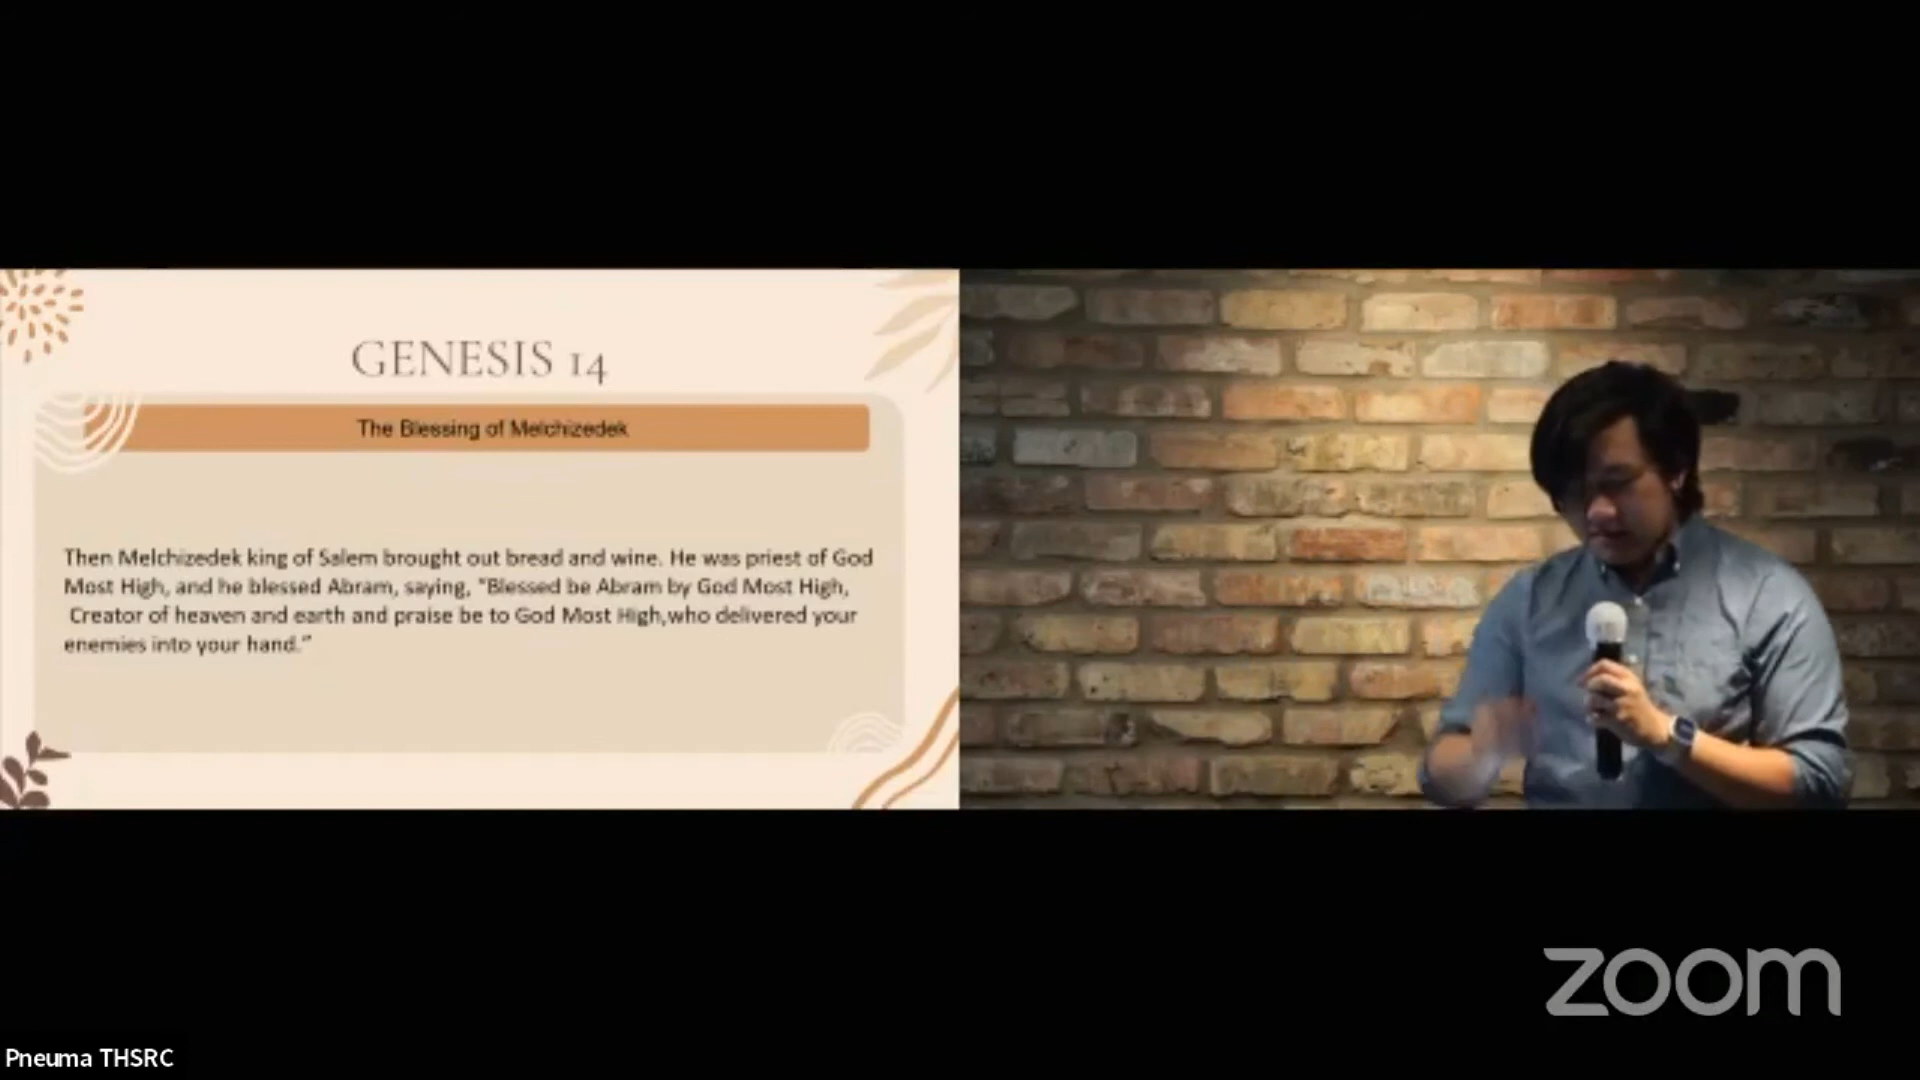 GENESIS 14
The Blessing of Melchizedek
Then Melchizedek king of Salem brought out bread and wine. He was priest of God
Most High, and he blessed Abram, saying, "Blessed be Abram by God Most High,
Creator of heaven and earth and praise be to God Most High,who delivered your
enemies into your hand."
zoom
Pneuma THSRC